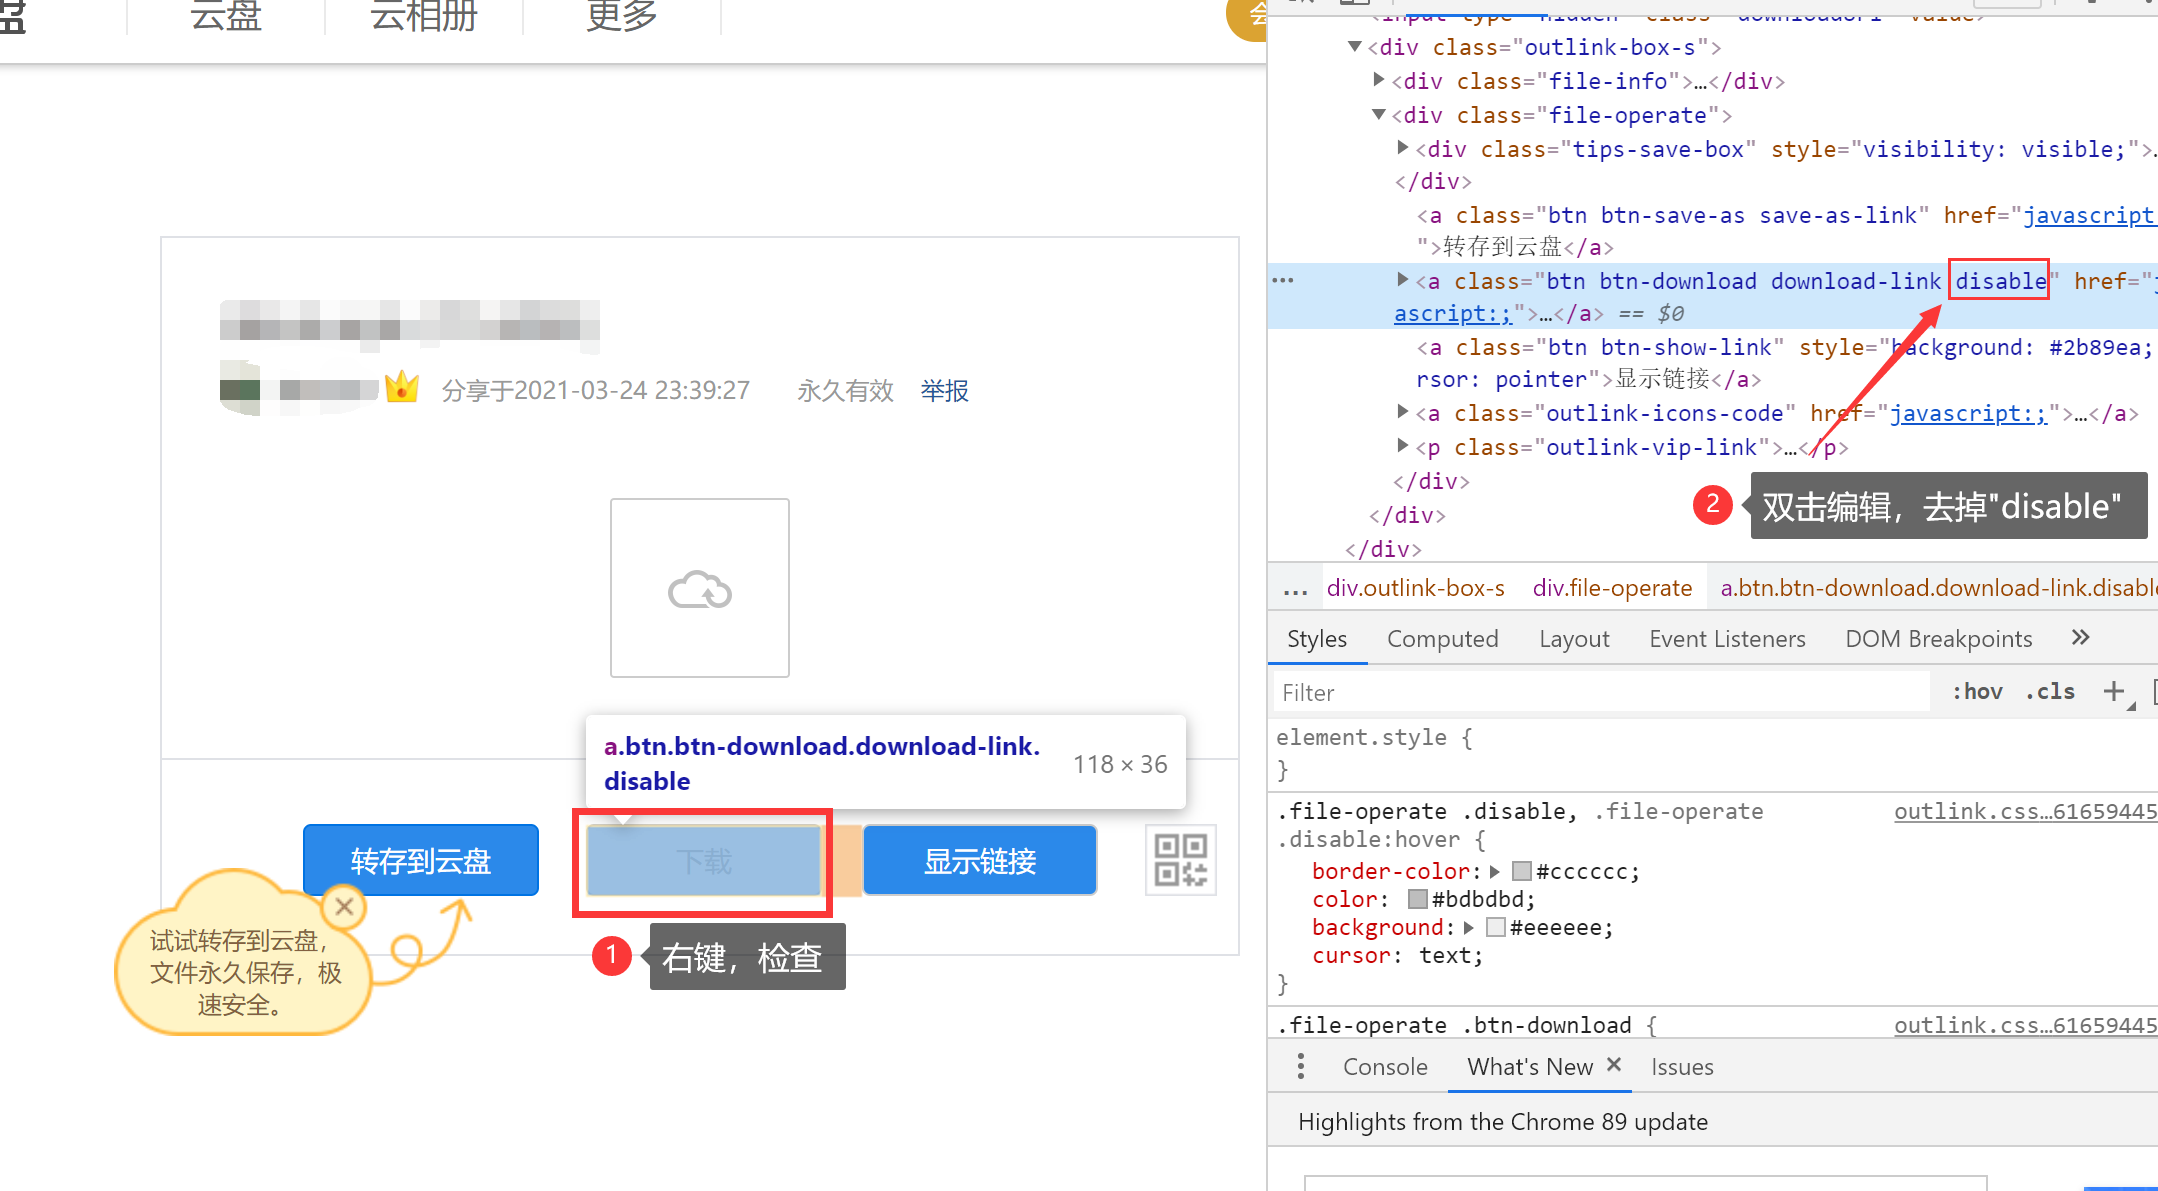 盘 云盘 云相册 更多 会
分享于2021-03-24 23:39:27 永久有效 举报
a.btn.btn-download.download-link.
disable
118 × 36
转存到云盘
下载
显示链接
试试转存到云盘，
文件永久保存，极
速安全。
1 右键，检查
<input type="hidden" class="downloadUrl" value>
▼<div class="outlink-box-s">
▶<div class="file-info">…</div>
▼<div class="file-operate">
▶<div class="tips-save-box" style="visibility: visible;">…
</div>
<a class="btn btn-save-as save-as-link" href="javascript:
">转存到云盘</a>
… ▶<a class="btn btn-download download-link disable" href="j
ascript:;">…</a> == $0
<a class="btn btn-show-link" style="background: #2b89ea;
rsor: pointer">显示链接</a>
▶<a class="outlink-icons-code" href="javascript:;">…</a>
▶<p class="outlink-vip-link">…</p>
</div>
</div>
</div>
2 双击编辑，去掉"disable"
… div.outlink-box-s div.file-operate a.btn.btn-download.download-link.disable
Styles Computed Layout Event Listeners DOM Breakpoints »
Filter :hov .cls +
element.style {
}
.file-operate .disable, .file-operate outlink.css…61659445
.disable:hover {
border-color: ▶ #cccccc;
color: #bdbdbd;
background: ▶ #eeeeee;
cursor: text;
}
.file-operate .btn-download { outlink.css…61659445
Console What's New × Issues
Highlights from the Chrome 89 update